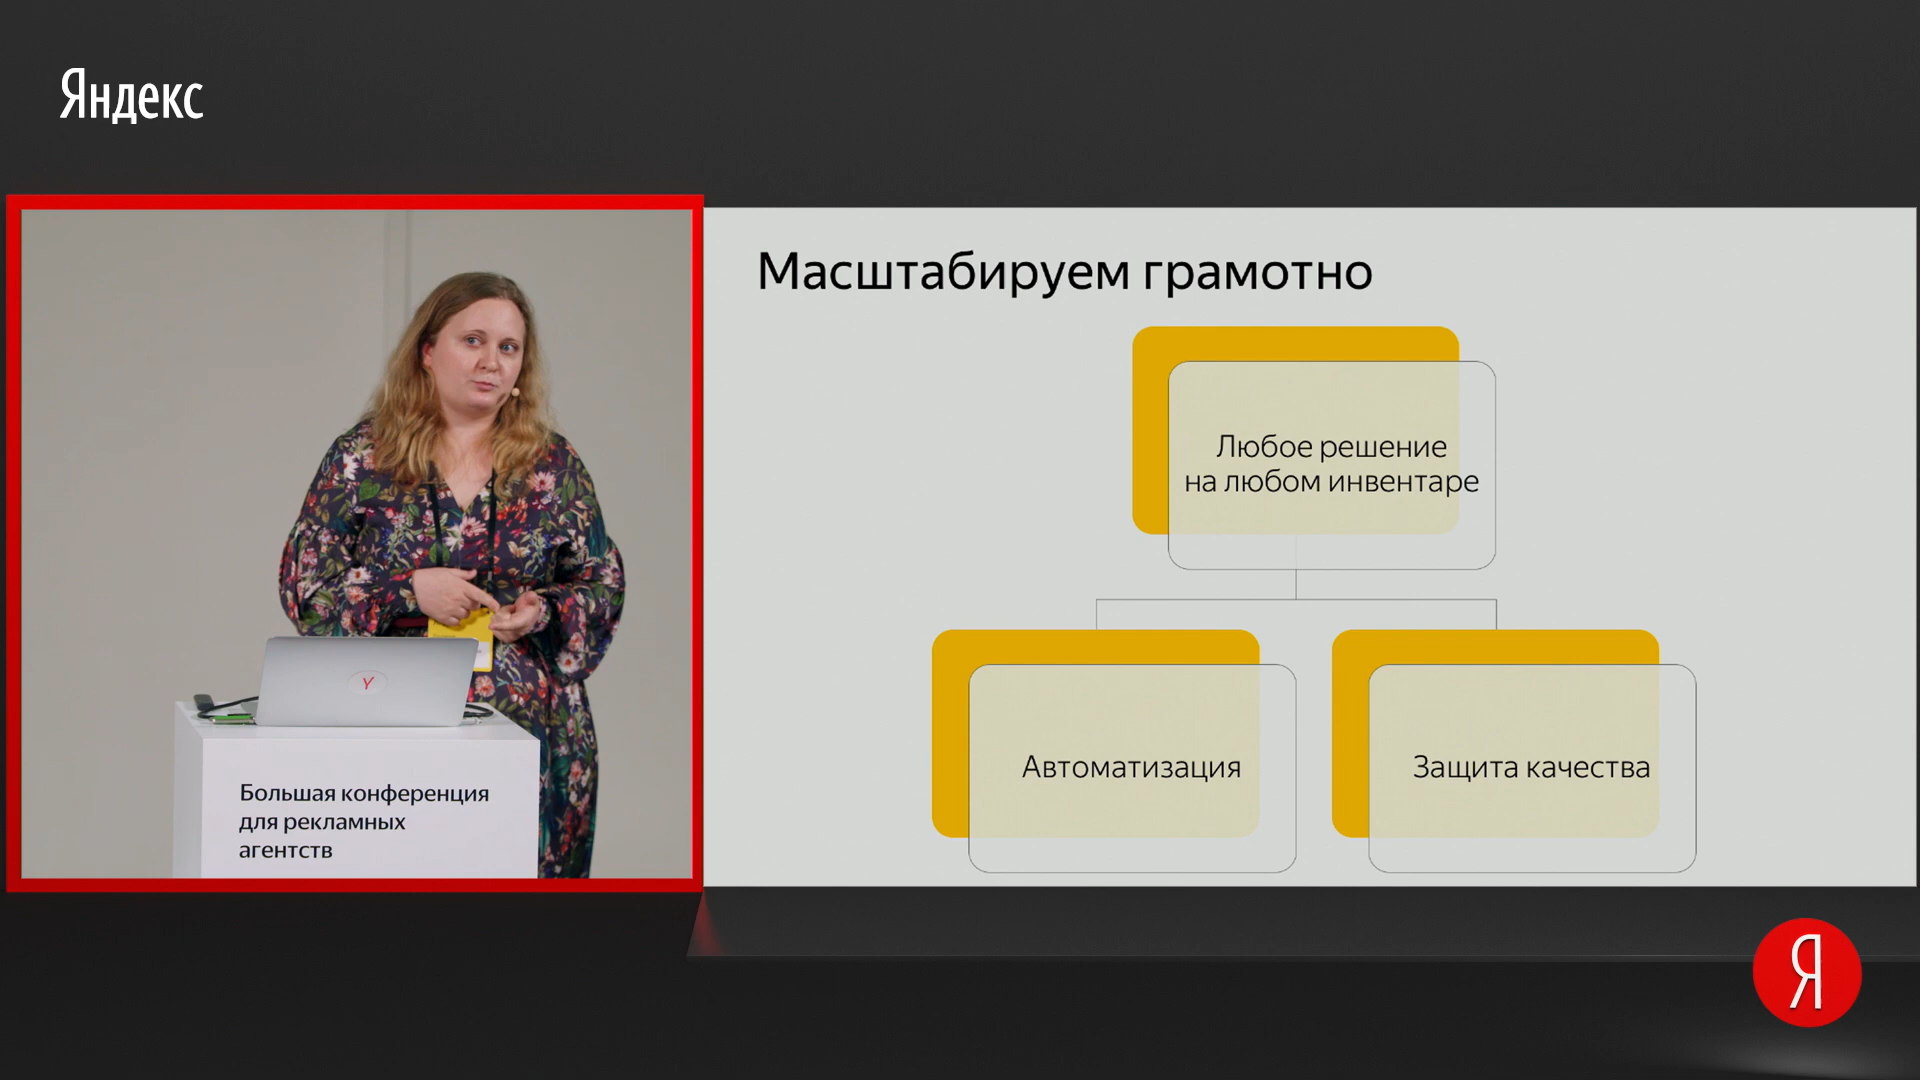 Яндекс
Масштабируем грамотно
Любое решение
на любом инвентаре
Автоматизация
Защита качества
Y
Большая конференция
для рекламных
агентств
Я